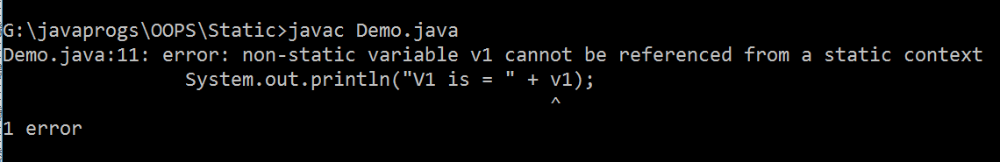 G:\javaprogs\OOPS\Static>javac Demo.java
Demo.java:11: error: non-static variable v1 cannot be referenced from a static context
System.out.println("V1 is = " + v1);
^
1 error